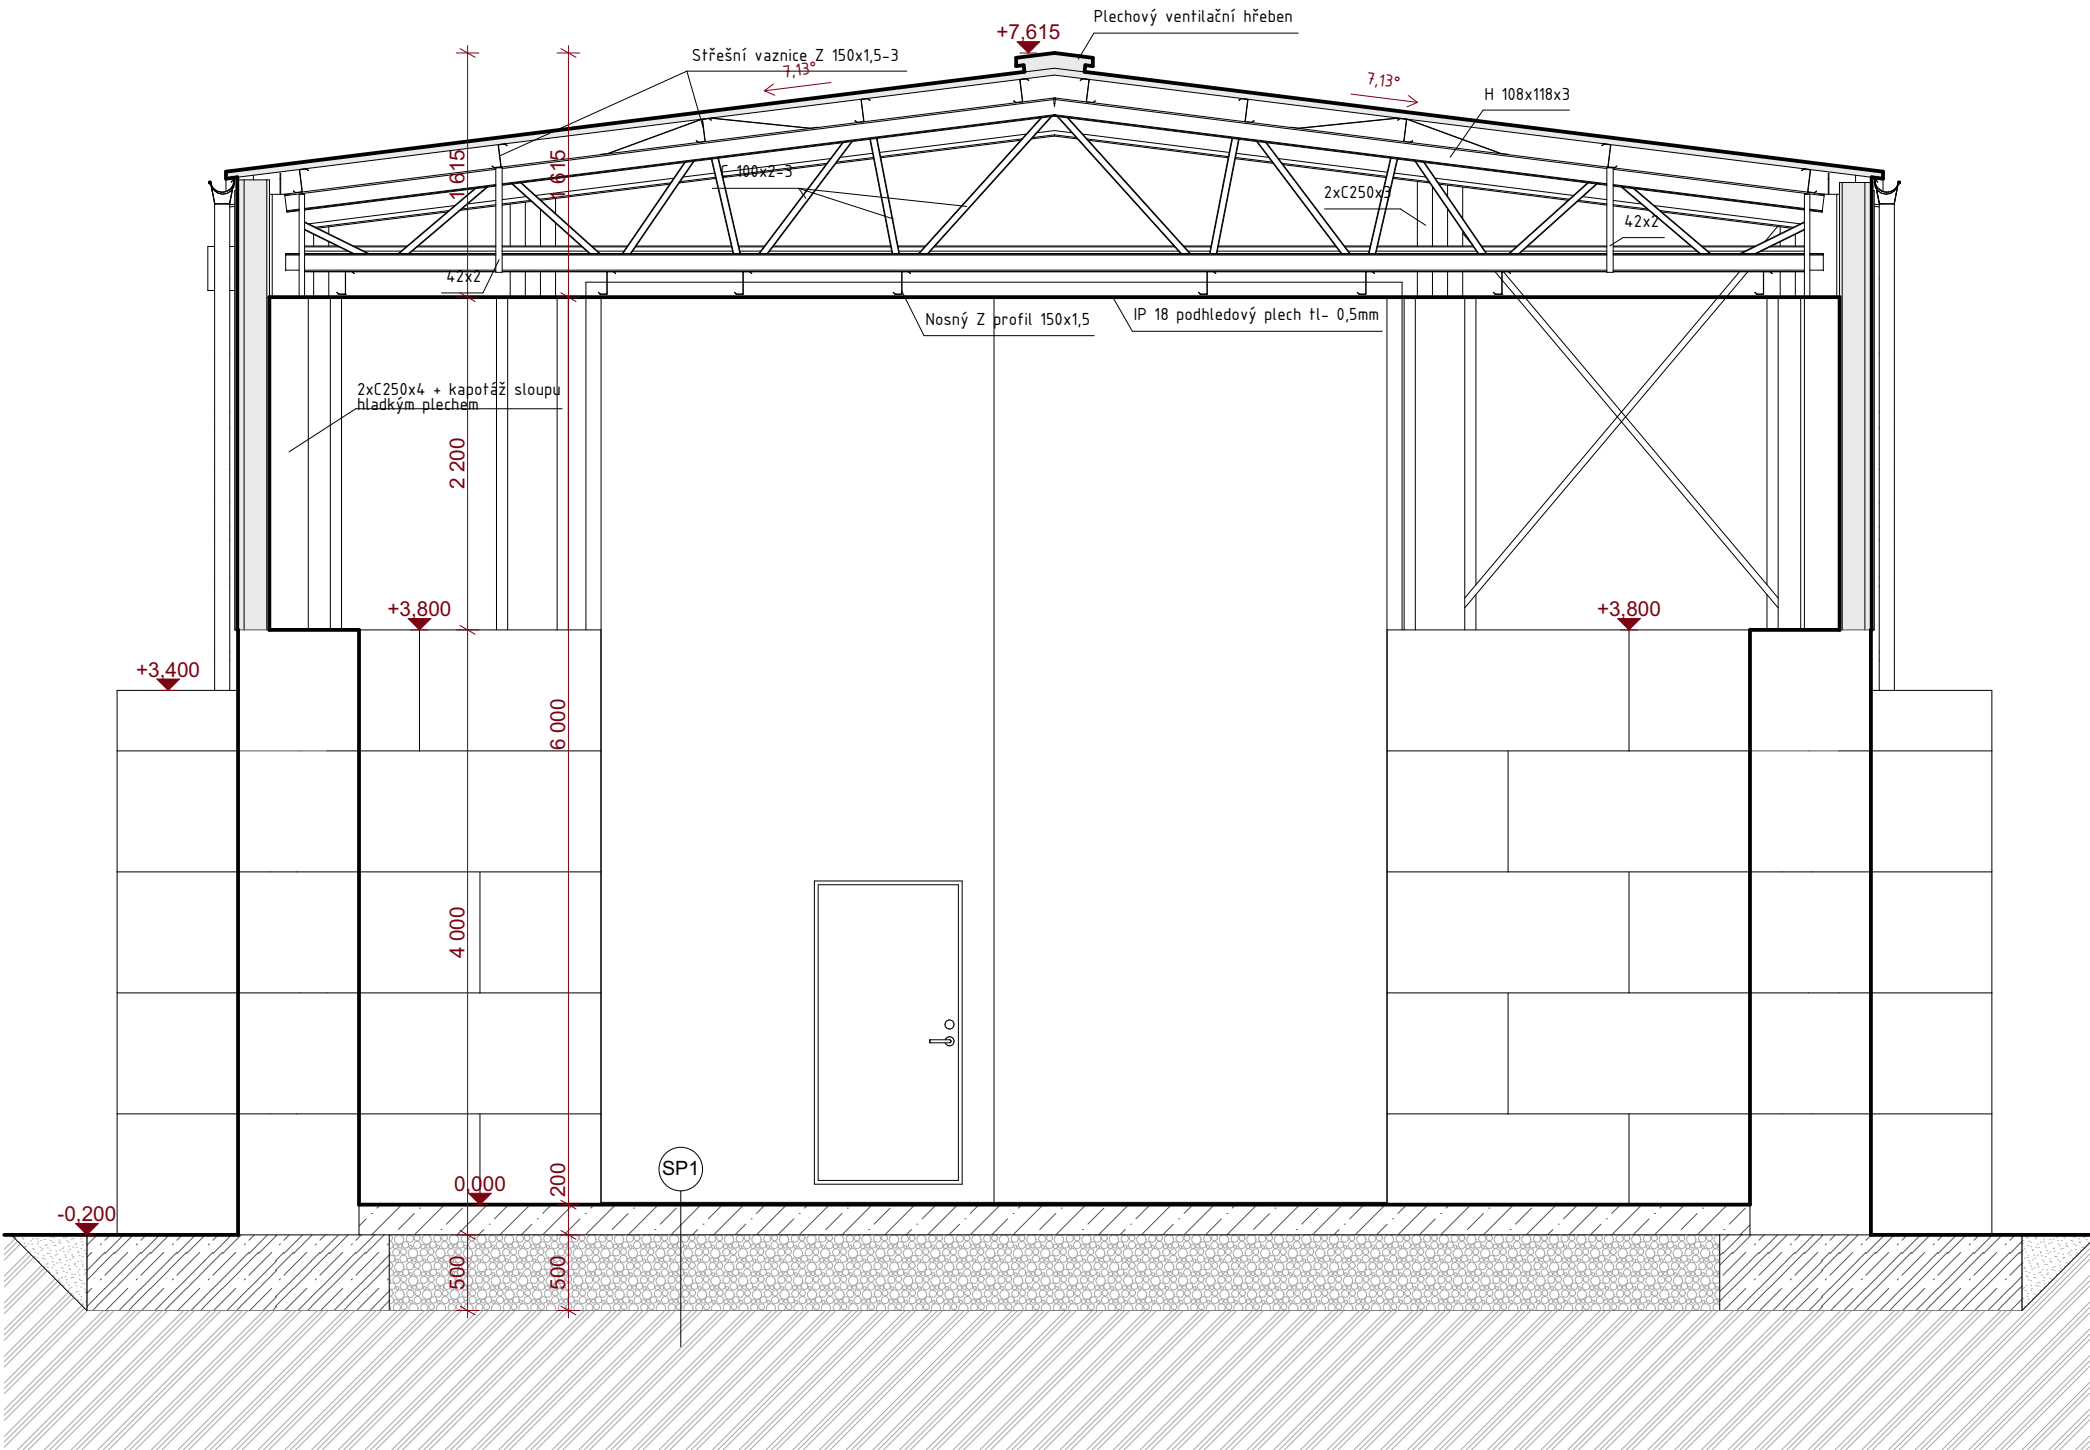 Plechový ventilační hřeben
+7,615
Střešní vaznice Z 150x1,5-3
7,13°
7,13°
H 108x118x3
1 615
1 615
C 100x2-3
2xC250x3
42x2
42x2
Nosný Z profil 150x1,5
IP 18 podhledový plech tl- 0,5mm
2xC250x4 + kapotáž sloupu
hladkým plechem
2 200
+3,800
+3,800
+3,400
6 000
4 000
SP1
0,000
200
-0,200
500
500